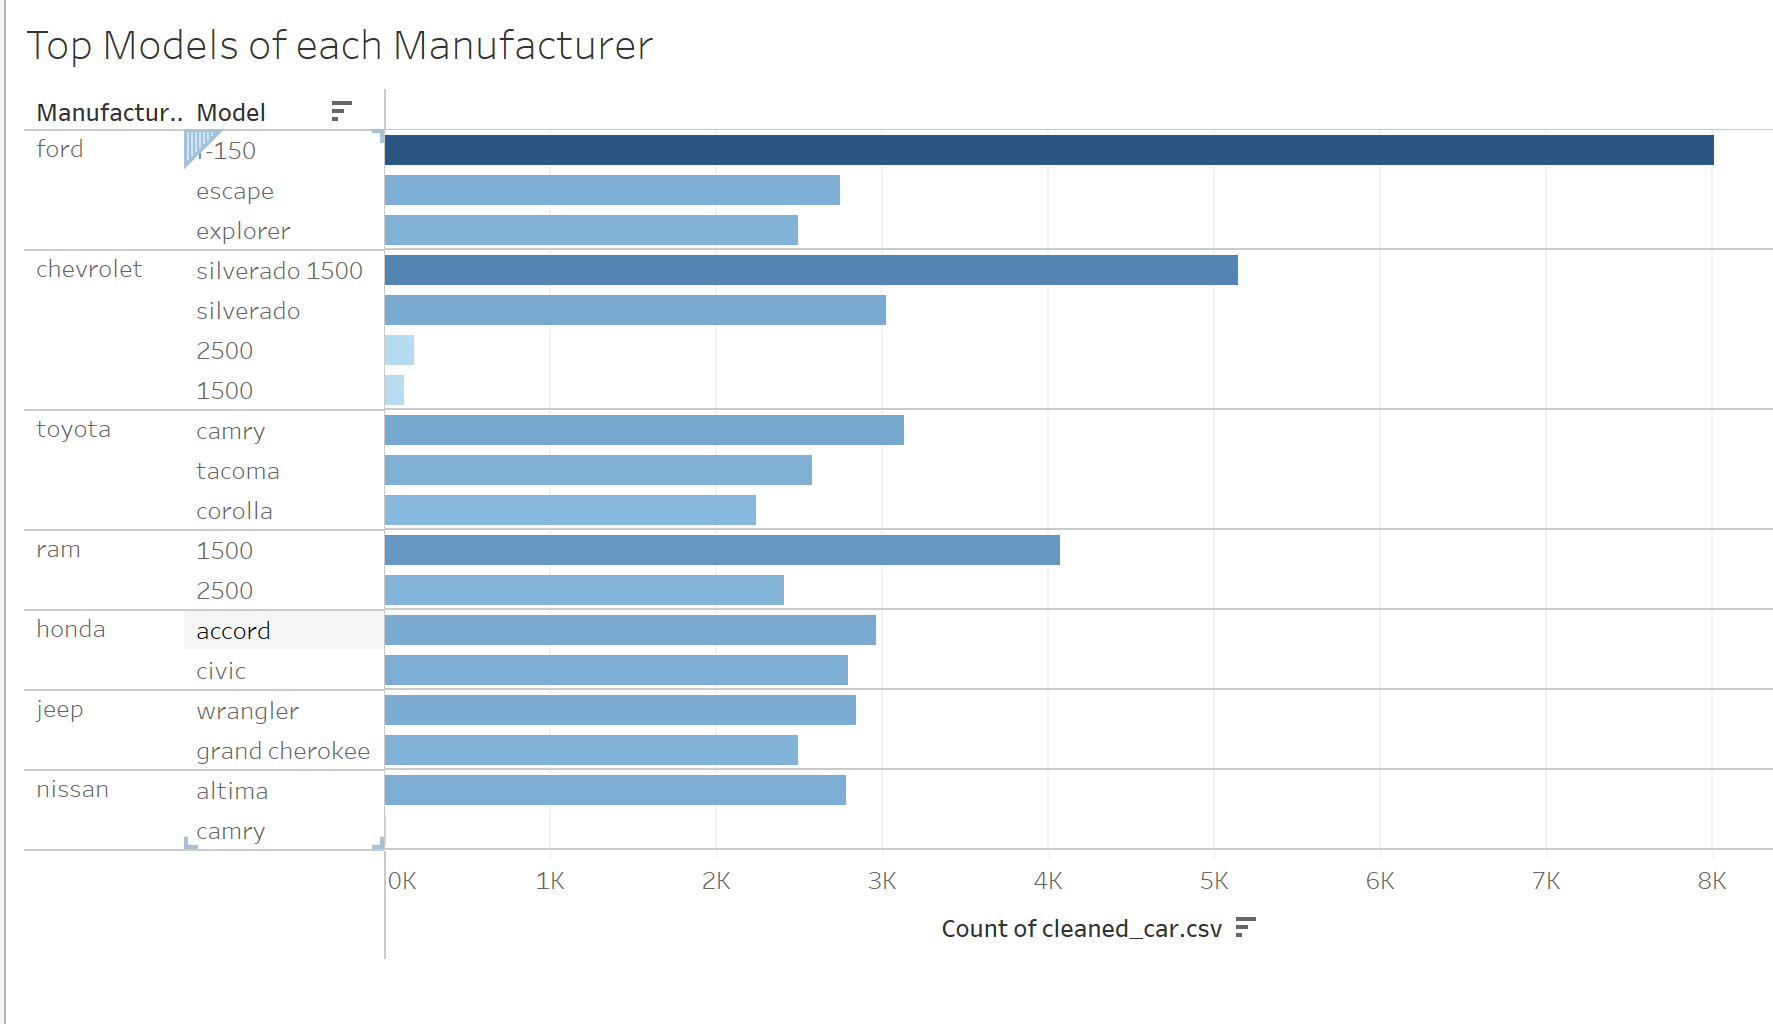 Top Models of each Manufacturer
Manufactur.. Model
ford
-150
escape
explorer
chevrolet
silverado 1500
silverado
2500
1500
toyota
camry
tacoma
corolla
ram
1500
2500
honda
accord
civic
jeep
wrangler
grand cherokee
nissan
altima
camry
0K 1K 2K 3K 4K 5K 6K 7K 8K
Count of cleaned_car.csv